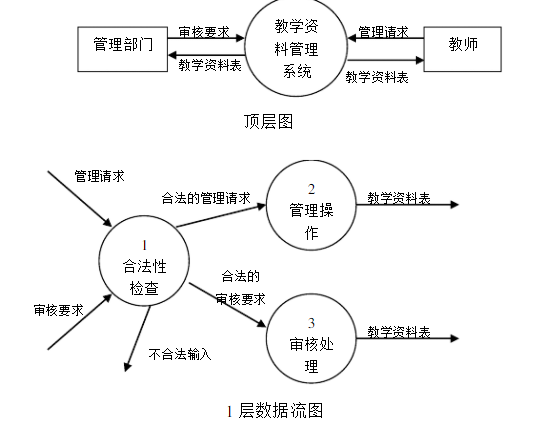 管理部门
审核要求
教学资料表
教学资
料管理
系统
管理请求
教学资料表
教师
顶层图
管理请求
审核要求
1
合法性
检查
不合法输入
合法的管理请求
2
管理操
作
教学资料表
合法的
审核要求
3
审核处
理
教学资料表
1 层数据流图